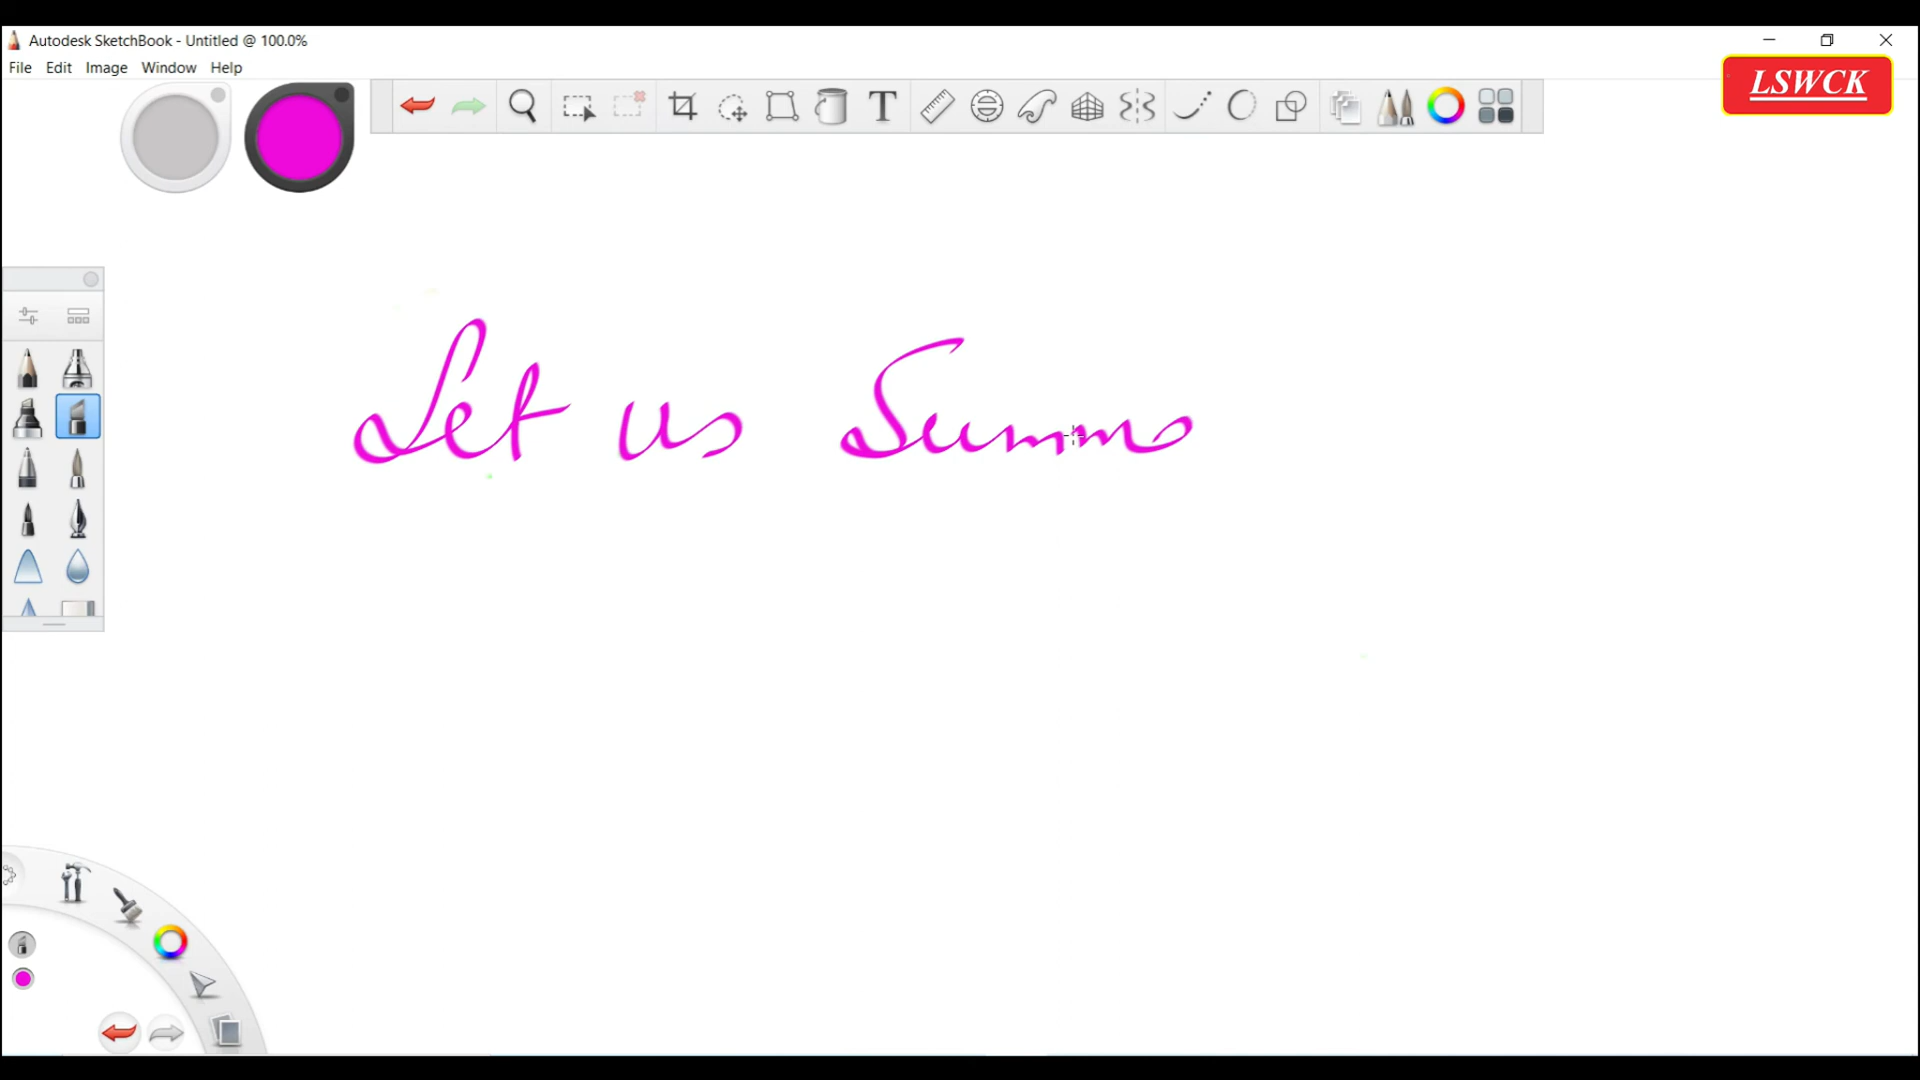 Autodesk SketchBook - Untitled @ 100.0%
File Edit Image Window Help
LSWCK
T
Let us Summ